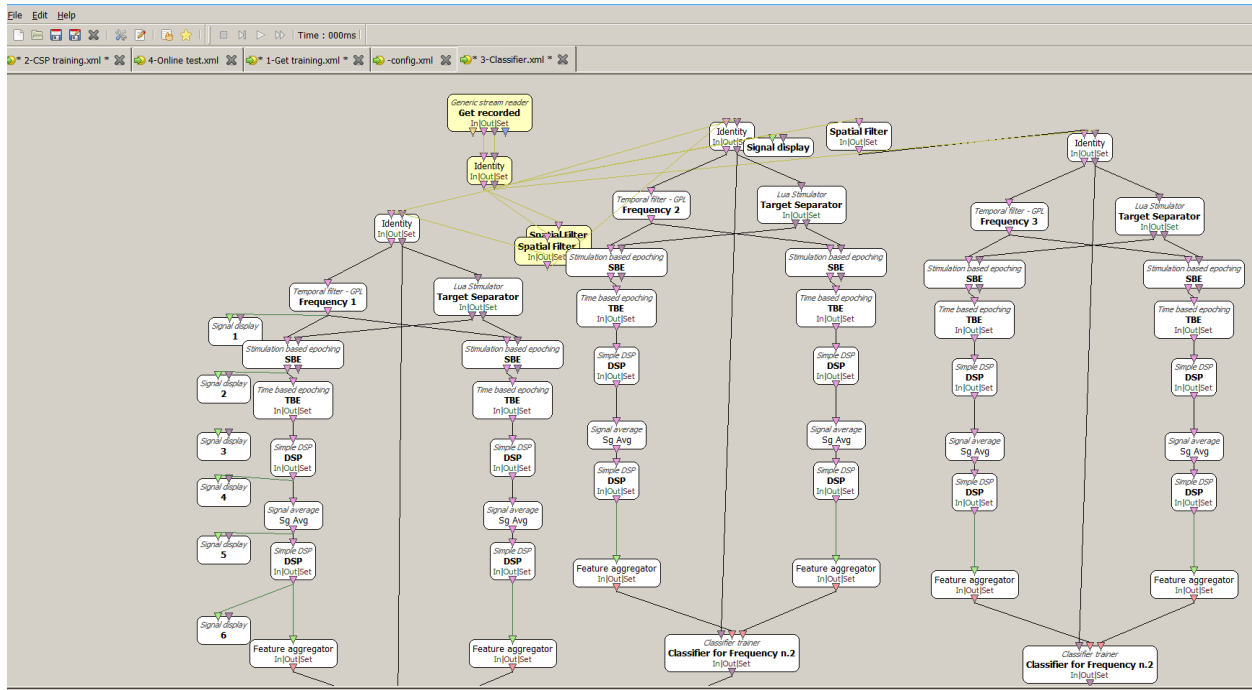 File Edit Help
Time : 000ms
* 2-CSP training.xml *
4-Online test.xml
* 1-Get training.xml *
-config.xml
* 3-Classifier.xml *
Generic stream reader
Get recorded
In|Out|Set
Identity
In|Out|Set
Identity
In|Out|S
Signal display
Spatial Filter
In|Out|Set
Identity
In|Out|Set
Identity
In|Out|Set
Spatial Filter
Spatial Filter
In|Out|Set
Temporal filter - GPL
Frequency 2
Lua Stimulator
Target Separator
In|Out|Set
Temporal filter - GPL
Frequency 3
Lua Stimulator
Target Separator
In|Out|Set
Stimulation based epoching
SBE
Stimulation based epoching
SBE
Stimulation based epoching
SBE
Stimulation based epoching
SBE
Temporal filter - GPL
Frequency 1
Lua Stimulator
Target Separator
In|Out|Set
Time based epoching
TBE
In|Out|Set
Time based epoching
TBE
In|Out|Set
Time based epoching
TBE
In|Out|Set
Time based epoching
TBE
In|Out|Set
Signal display
1
Stimulation based epoching
SBE
Stimulation based epoching
SBE
Simple DSP
DSP
In|Out|Set
Simple DSP
DSP
In|Out|Set
Simple DSP
DSP
In|Out|Set
Simple DSP
DSP
In|Out|Set
Signal display
2
Time based epoching
TBE
In|Out|Set
Time based epoching
TBE
In|Out|Set
Signal average
Sg Avg
Signal average
Sg Avg
Signal average
Sg Avg
Signal average
Sg Avg
Signal display
3
Simple DSP
DSP
In|Out|Set
Simple DSP
DSP
In|Out|Set
Simple DSP
DSP
In|Out|Set
Simple DSP
DSP
In|Out|Set
Simple DSP
DSP
In|Out|Set
Simple DSP
DSP
In|Out|Set
Signal display
4
Signal average
Sg Avg
Signal average
Sg Avg
Signal display
5
Simple DSP
DSP
In|Out|Set
Simple DSP
DSP
In|Out|Set
Feature aggregator
In|Out|Set
Feature aggregator
In|Out|Set
Feature aggregator
In|Out|Set
Feature aggregator
In|Out|Set
Signal display
6
Feature aggregator
In|Out|Set
Feature aggregator
In|Out|Set
Classifier trainer
Classifier for Frequency n.2
In|Out|Set
Classifier trainer
Classifier for Frequency n.2
In|Out|Set